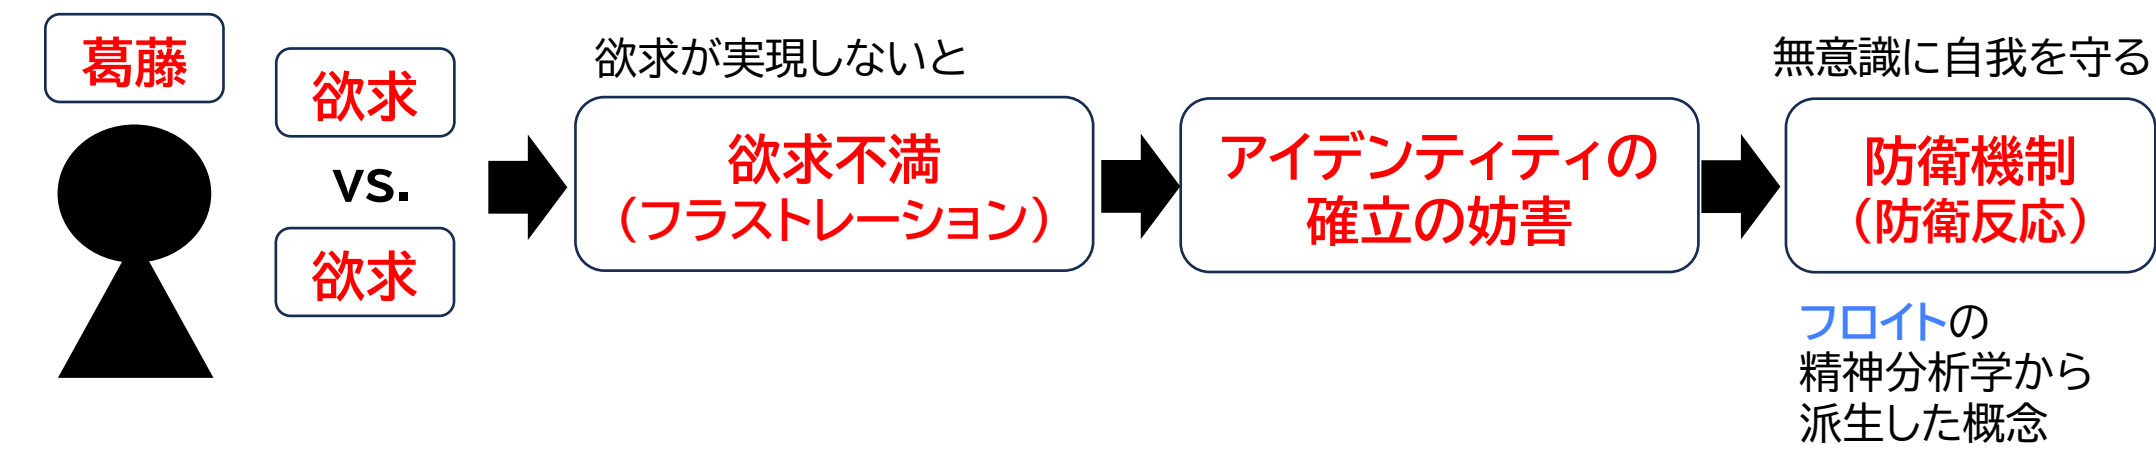 葛藤
欲求
vs.
欲求
欲求が実現しないと
欲求不満
（フラストレーション）
アイデンティティの
確立の妨害
無意識に自我を守る
防衛機制
（防衛反応）
フロイトの
精神分析学から
派生した概念